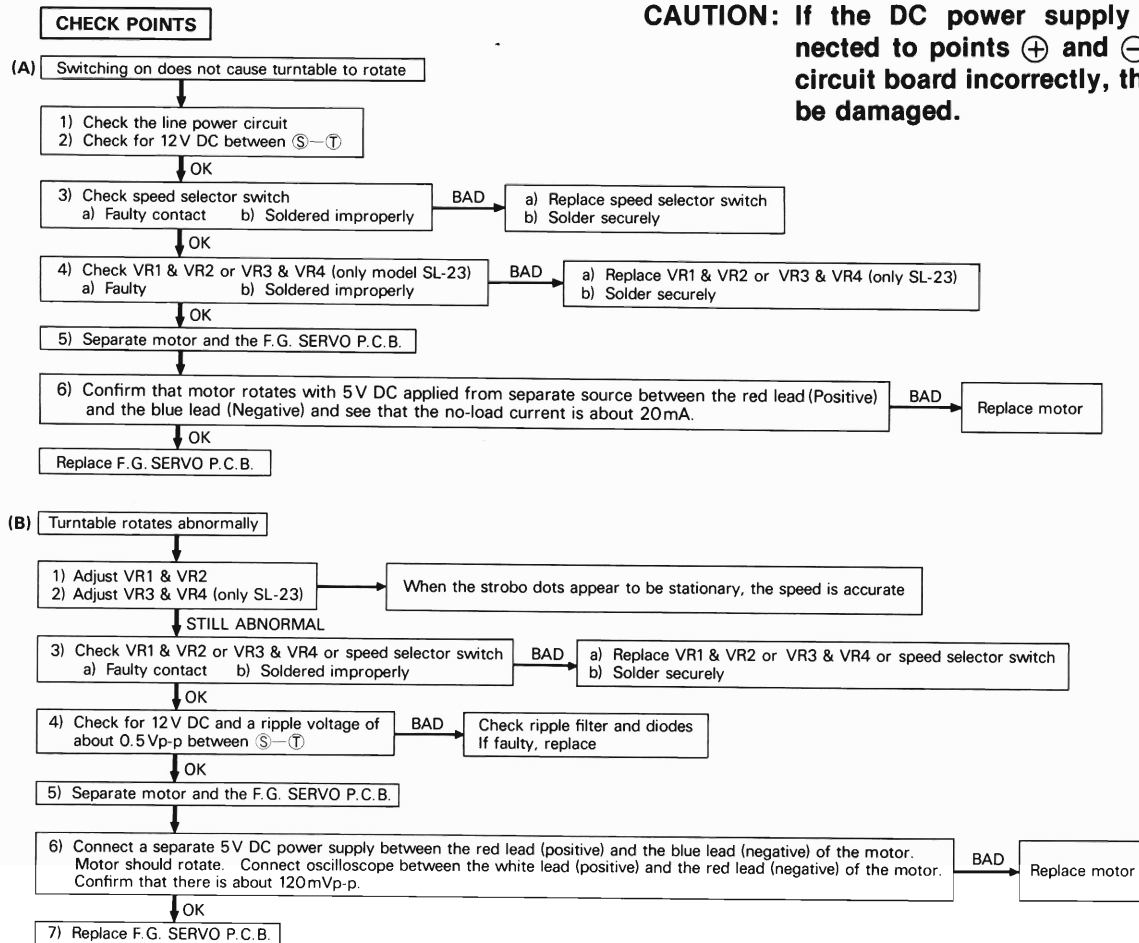 CHECK POINTS
CAUTION: If the DC power supply
nected to points ⊕ and ⊖
circuit board incorrectly, th
be damaged.
(A) Switching on does not cause turntable to rotate
1) Check the line power circuit
2) Check for 12V DC between Ⓢ—Ⓣ
OK
3) Check speed selector switch
a) Faulty contact b) Soldered improperly
BAD
a) Replace speed selector switch
b) Solder securely
OK
4) Check VR1 & VR2 or VR3 & VR4 (only model SL-23)
a) Faulty b) Soldered improperly
BAD
a) Replace VR1 & VR2 or VR3 & VR4 (only SL-23)
b) Solder securely
OK
5) Separate motor and the F.G. SERVO P.C.B.
6) Confirm that motor rotates with 5V DC applied from separate source between the red lead (Positive)
and the blue lead (Negative) and see that the no-load current is about 20mA.
BAD
Replace motor
OK
Replace F.G. SERVO P.C.B.
(B) Turntable rotates abnormally
1) Adjust VR1 & VR2
2) Adjust VR3 & VR4 (only SL-23)
When the strobo dots appear to be stationary, the speed is accurate
STILL ABNORMAL
3) Check VR1 & VR2 or VR3 & VR4 or speed selector switch
a) Faulty contact b) Soldered improperly
BAD
a) Replace VR1 & VR2 or VR3 & VR4 or speed selector switch
b) Solder securely
OK
4) Check for 12V DC and a ripple voltage of
about 0.5Vp-p between Ⓢ—Ⓣ
BAD
Check ripple filter and diodes
If faulty, replace
OK
5) Separate motor and the F.G. SERVO P.C.B.
6) Connect a separate 5V DC power supply between the red lead (positive) and the blue lead (negative) of the motor.
Motor should rotate. Connect oscilloscope between the white lead (positive) and the red lead (negative) of the motor.
Confirm that there is about 120mVp-p.
BAD
Replace motor
OK
7) Replace F.G. SERVO P.C.B.